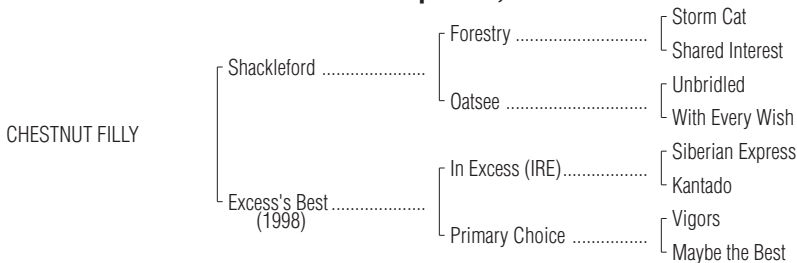 Storm Cat
Forestry ................................
Shared Interest
Shackleford .........................
Unbridled
Oatsee ..................................
With Every Wish
CHESTNUT FILLY
Siberian Express
In Excess (IRE)....................
Kantado
Excess's Best .......................
(1998)
Vigors
Primary Choice ..................
Maybe the Best